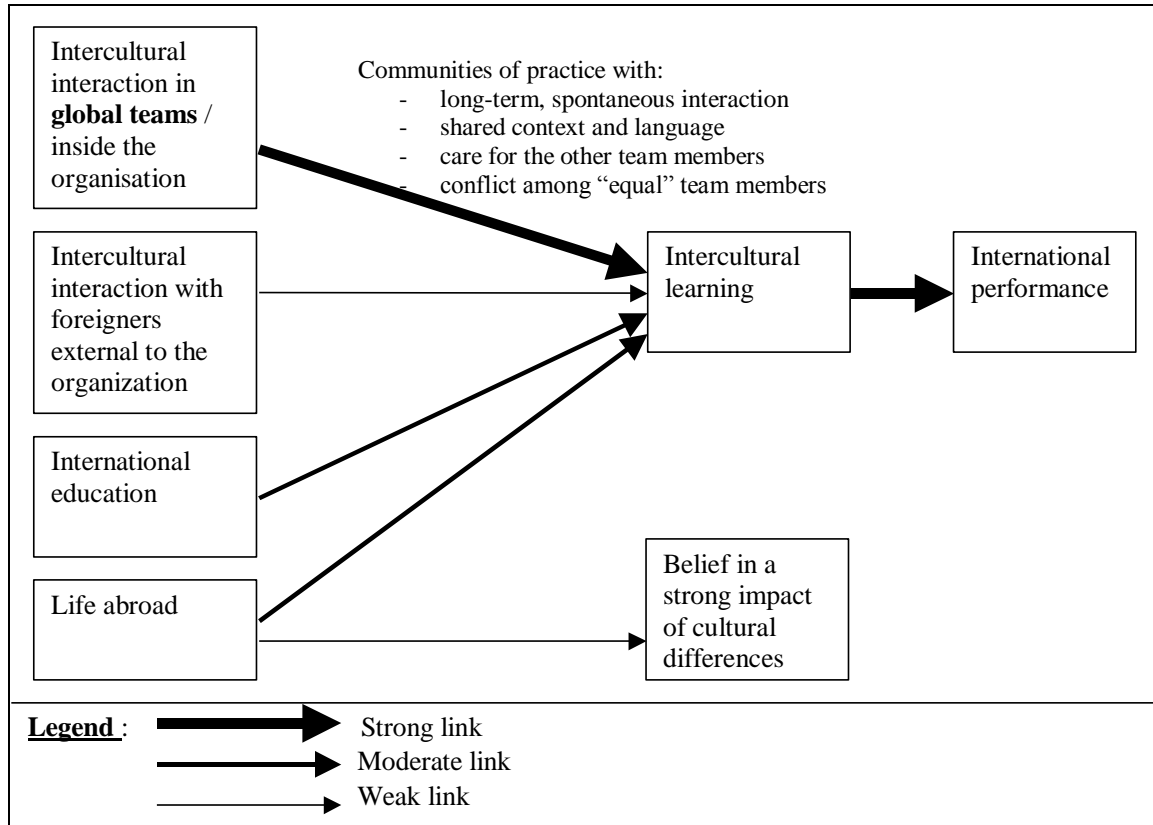 Intercultural
interaction in
global teams /
inside the
organisation
Communities of practice with:
- long-term, spontaneous interaction
- shared context and language
- care for the other team members
- conflict among “equal” team members
Intercultural
interaction with
foreigners
external to the
organization
Intercultural
learning
International
performance
International
education
Life abroad
Belief in a
strong impact
of cultural
differences
Legend :
Strong link
Moderate link
Weak link